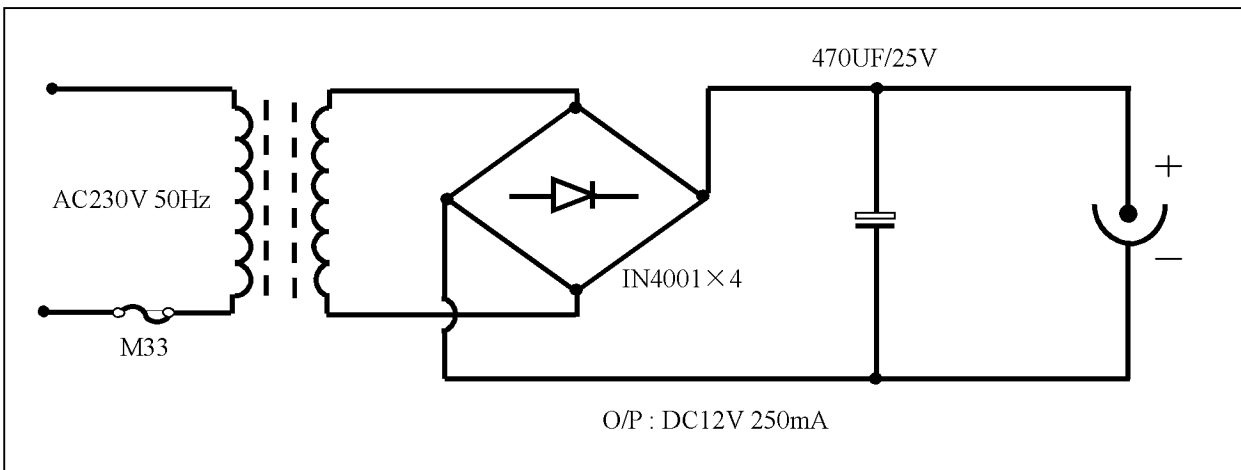 470UF/25V
+
AC230V 50Hz
—
IN4001×4
M33
O/P : DC12V 250mA